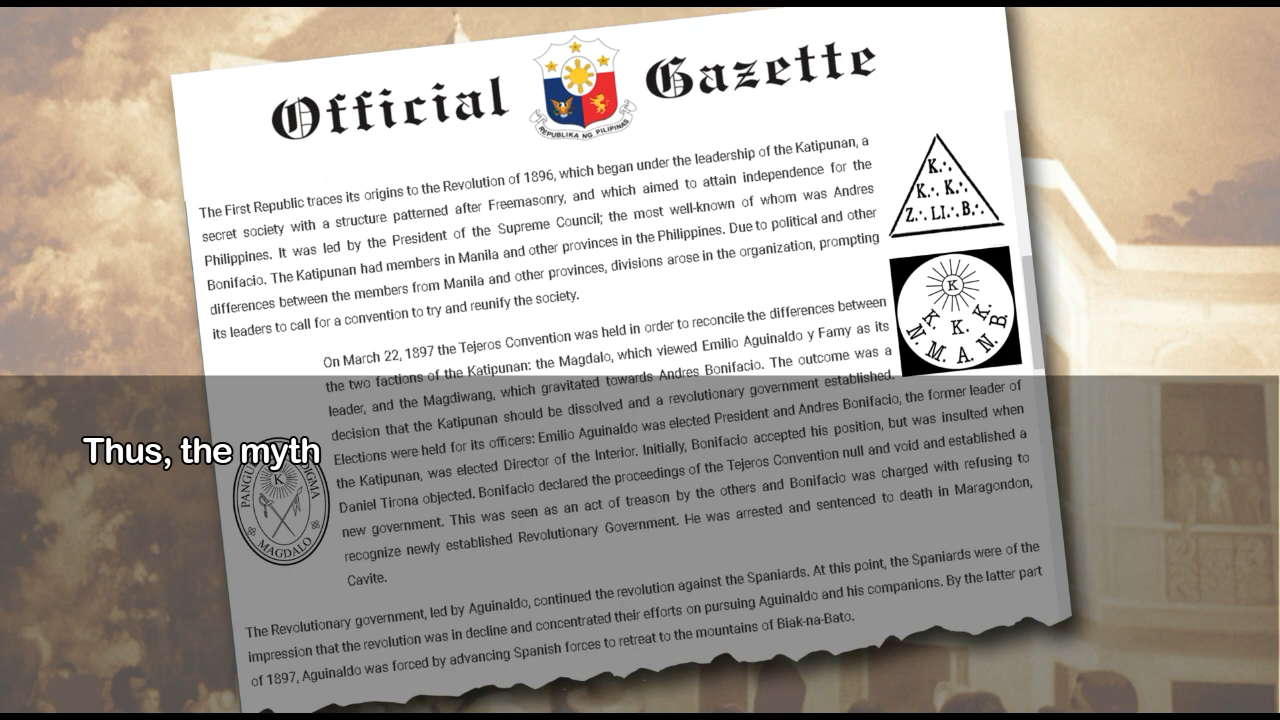 Official Gazette
REPUBLIKA NG PILIPINAS
The First Republic traces its origins to the Revolution of 1896, which began under the leadership of the Katipunan, a
secret society with a structure patterned after Freemasonry, and which aimed to attain independence for the
Philippines. It was led by the President of the Supreme Council; the most well-known of whom was Andres
Bonifacio. The Katipunan had members in Manila and other provinces in the Philippines. Due to political and other
differences between the members from Manila and other provinces, divisions arose in the organization, prompting
its leaders to call for a convention to try and reunify the society.
K∴
K∴ K∴
Z∴ LI∴ B∴
K
K. K. K.
N. M. A. N. B
On March 22, 1897 the Tejeros Convention was held in order to reconcile the differences between
the two factions of the Katipunan: the Magdalo, which viewed Emilio Aguinaldo y Famy as its
leader, and the Magdiwang, which gravitated towards Andres Bonifacio. The outcome was a
decision that the Katipunan should be dissolved and a revolutionary government established.
Elections were held for its officers: Emilio Aguinaldo was elected President and Andres Bonifacio, the former leader of
the Katipunan, was elected Director of the Interior. Initially, Bonifacio accepted his position, but was insulted when
Daniel Tirona objected. Bonifacio declared the proceedings of the Tejeros Convention null and void and established a
new government. This was seen as an act of treason by the others and Bonifacio was charged with refusing to
recognize newly established Revolutionary Government. He was arrested and sentenced to death in Maragondon,
Cavite.
Thus, the myth
K
MAGDALO
The Revolutionary government, led by Aguinaldo, continued the revolution against the Spaniards. At this point, the Spaniards were of the
impression that the revolution was in decline and concentrated their efforts on pursuing Aguinaldo and his companions. By the latter part
of 1897, Aguinaldo was forced by advancing Spanish forces to retreat to the mountains of Biak-na-Bato.